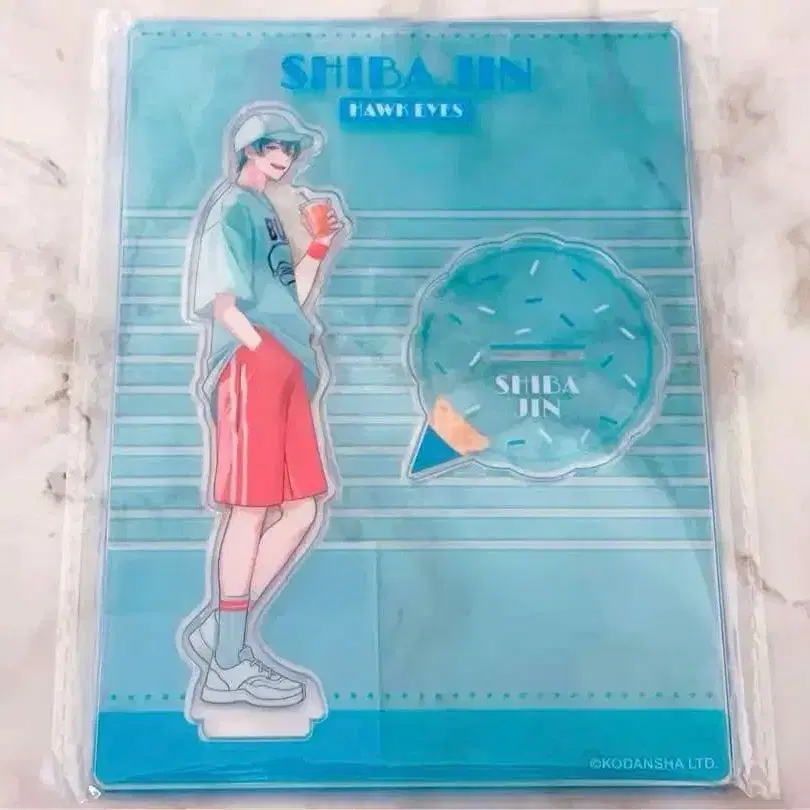 SHIBA JIN
HAWK EYES
SHIBA
JIN
©KODANSHA LTD.